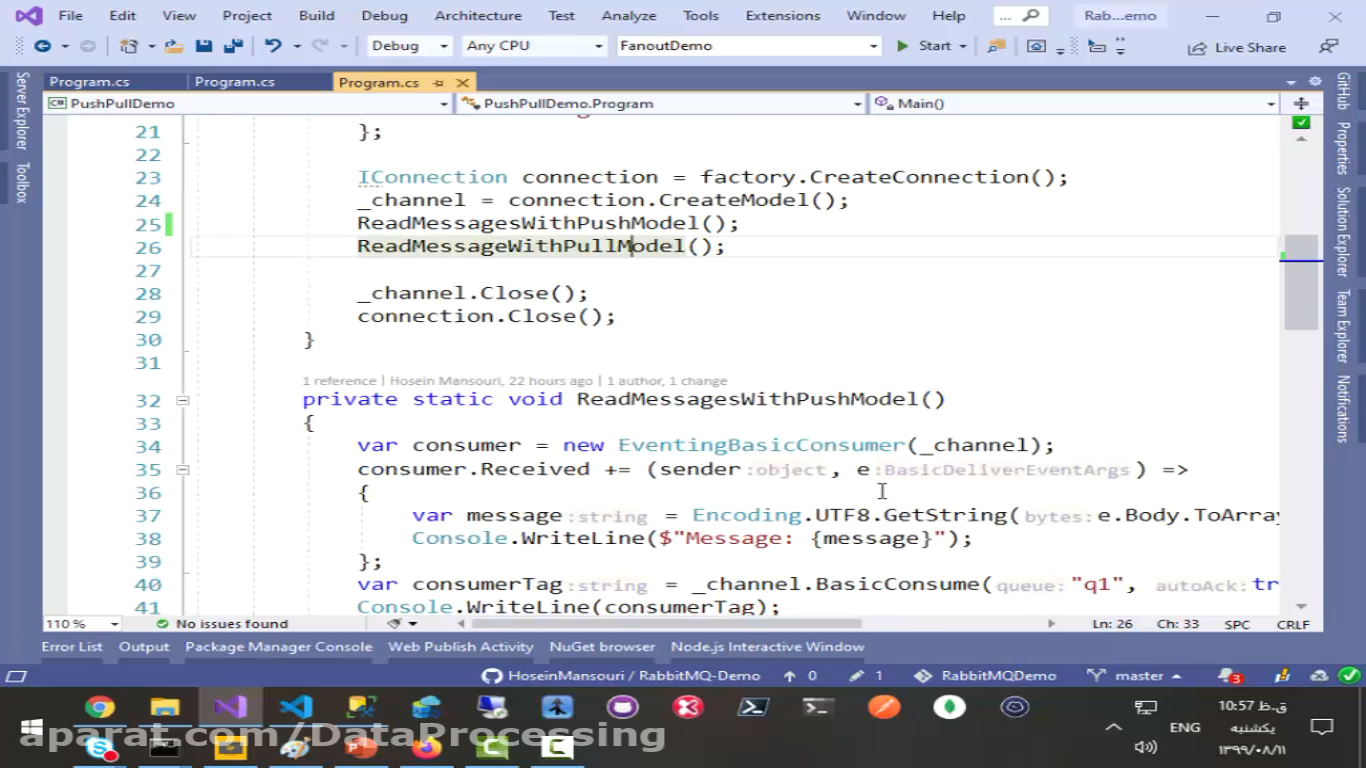 File Edit View Project Build Debug Architecture Test Analyze Tools Extensions Window Help ... Rab...emo
Debug Any CPU FanoutDemo Start Live Share
Program.cs Program.cs Program.cs
PushPullDemo PushPullDemo.Program Main()
Server Explorer
Toolbox
21 };
22
23 IConnection connection = factory.CreateConnection();
24 _channel = connection.CreateModel();
25 ReadMessagesWithPushModel();
26 ReadMessageWithPullModel();
27
28 _channel.Close();
29 connection.Close();
30 }
31
1 reference | Hosein Mansouri, 22 hours ago | 1 author, 1 change
32 private static void ReadMessagesWithPushModel()
33 {
34 var consumer = new EventingBasicConsumer(_channel);
35 consumer.Received += (sender:object, e:BasicDeliverEventArgs) =>
36 {
37 var message:string = Encoding.UTF8.GetString(bytes:e.Body.ToArray
38 Console.WriteLine($"Message: {message}");
39 };
40 var consumerTag:string = _channel.BasicConsume(queue:"q1", autoAck:tr
41 Console.WriteLine(consumerTag);
GitHub
Properties
Solution Explorer
Team Explorer
Notifications
110 % No issues found Ln: 26 Ch: 33 SPC CRLF
Error List Output Package Manager Console Web Publish Activity NuGet browser Node.js Interactive Window
HoseinMansouri / RabbitMQ-Demo 0 1 RabbitMQDemo master 3
10:57 ق.ظ
ENG یکشنبه
۱۳۹۹/۰۸/۱۱
aparat.com/DataProcessing